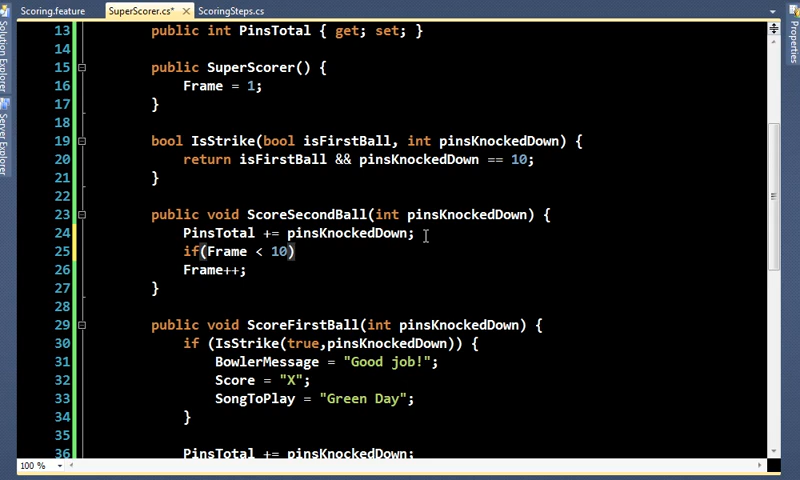 Scoring.feature
SuperScorer.cs*
ScoringSteps.cs
Solution Explorer
Server Explorer
Properties
13 public int PinsTotal { get; set; }
14
15 public SuperScorer() {
16 Frame = 1;
17 }
18
19 bool IsStrike(bool isFirstBall, int pinsKnockedDown) {
20 return isFirstBall && pinsKnockedDown == 10;
21 }
22
23 public void ScoreSecondBall(int pinsKnockedDown) {
24 PinsTotal += pinsKnockedDown;
25 if(Frame < 10)
26 Frame++;
27 }
28
29 public void ScoreFirstBall(int pinsKnockedDown) {
30 if (IsStrike(true,pinsKnockedDown)) {
31 BowlerMessage = "Good job!";
32 Score = "X";
33 SongToPlay = "Green Day";
34 }
35
36 PinsTotal += pinsKnockedDown;
100 %